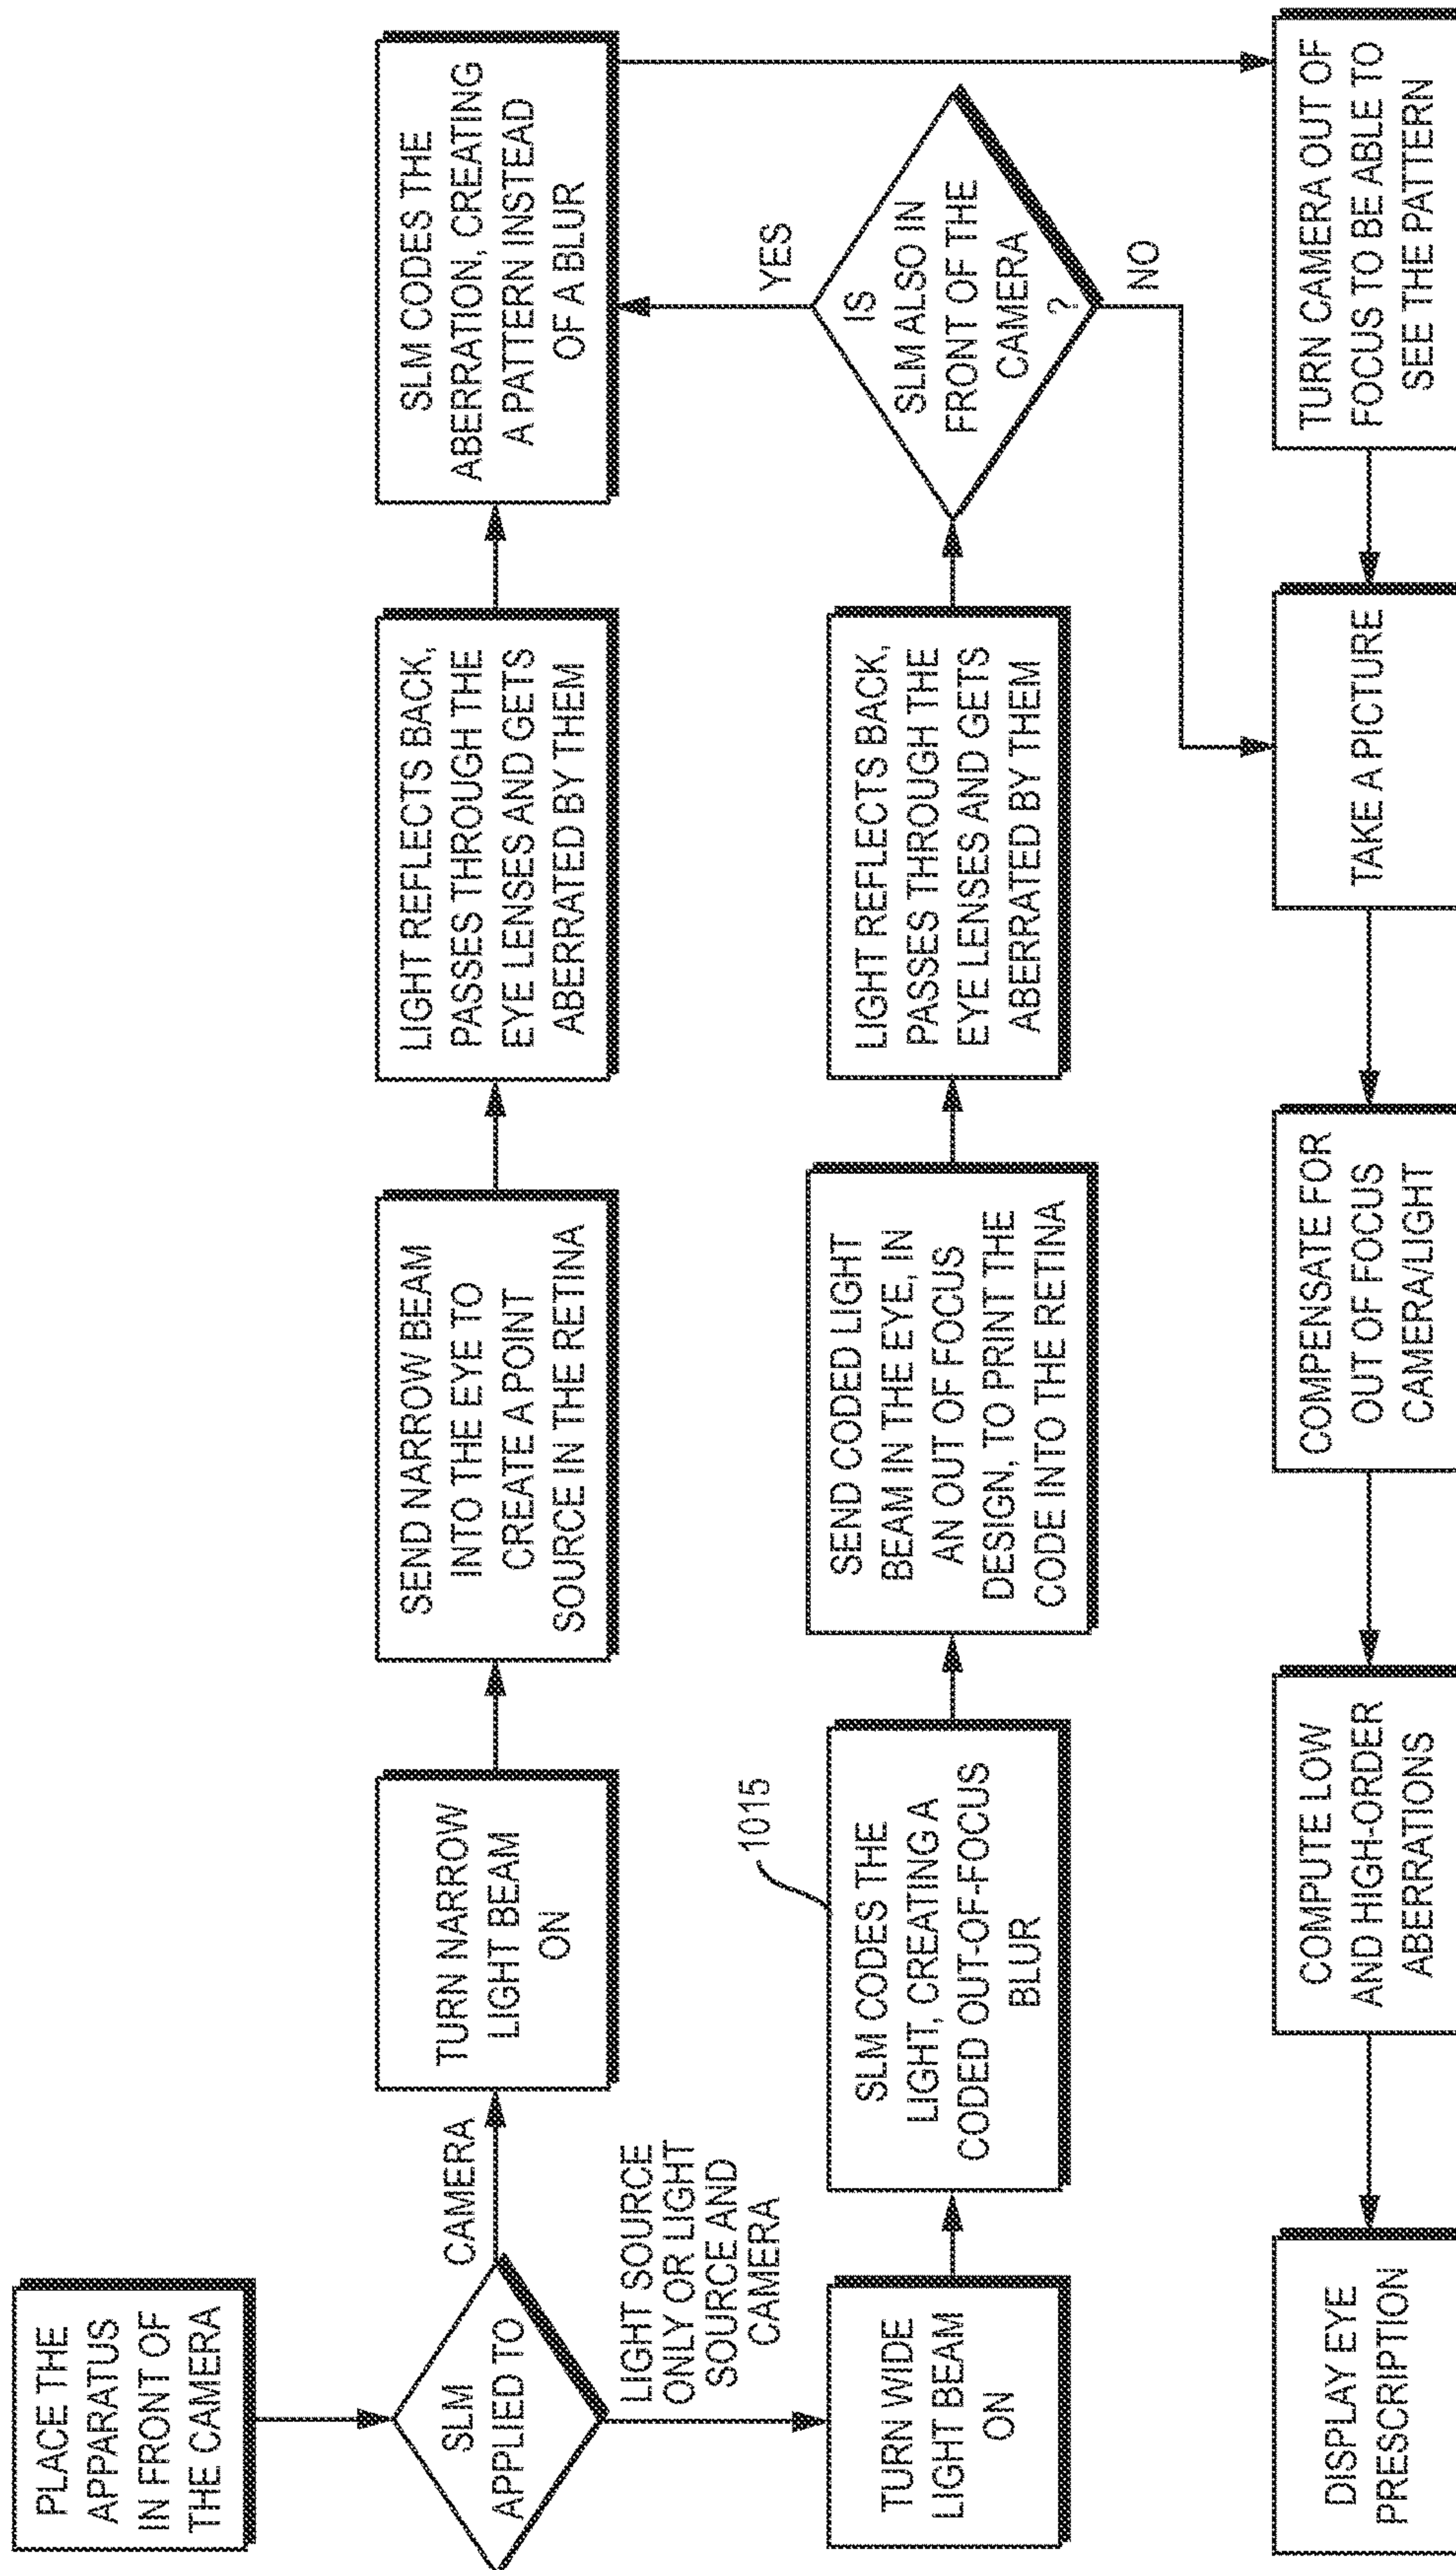 PLACE THE
APPARATUS
IN FRONT OF
THE CAMERA
SLM
APPLIED TO
CAMERA
TURN NARROW
LIGHT BEAM
ON
SEND NARROW BEAM
INTO THE EYE TO
CREATE A POINT
SOURCE IN THE RETINA
LIGHT REFLECTS BACK,
PASSES THROUGH THE
EYE LENSES AND GETS
ABERRATED BY THEM
SLM CODES THE
ABERRATION, CREATING
A PATTERN INSTEAD
OF A BLUR
LIGHT SOURCE
ONLY OR LIGHT
SOURCE AND
CAMERA
TURN WIDE
LIGHT BEAM
ON
1015
SLM CODES THE
LIGHT, CREATING A
CODED OUT-OF-FOCUS
BLUR
SEND CODED LIGHT
BEAM IN THE EYE, IN
AN OUT OF FOCUS
DESIGN, TO PRINT THE
CODE INTO THE RETINA
LIGHT REFLECTS BACK,
PASSES THROUGH THE
EYE LENSES AND GETS
ABERRATED BY THEM
IS
SLM ALSO IN
FRONT OF THE
CAMERA
?
YES
NO
TURN CAMERA OUT OF
FOCUS TO BE ABLE TO
SEE THE PATTERN
TAKE A PICTURE
COMPENSATE FOR
OUT OF FOCUS
CAMERA/LIGHT
COMPUTE LOW
AND HIGH-ORDER
ABERRATIONS
DISPLAY EYE
PRESCRIPTION